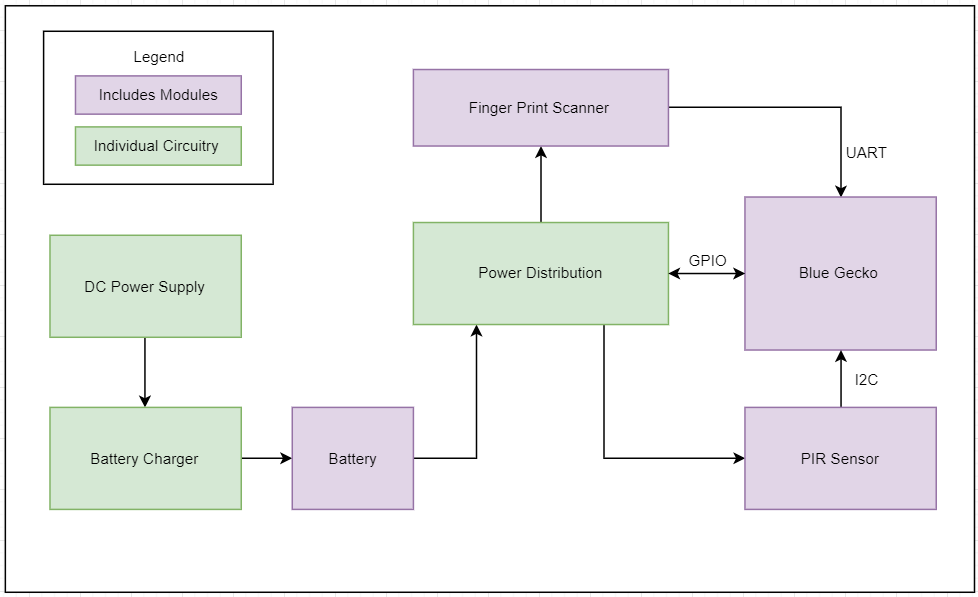 Legend
Includes Modules
Individual Circuitry
Finger Print Scanner
UART
DC Power Supply
Power Distribution
GPIO
Blue Gecko
I2C
Battery Charger
Battery
PIR Sensor